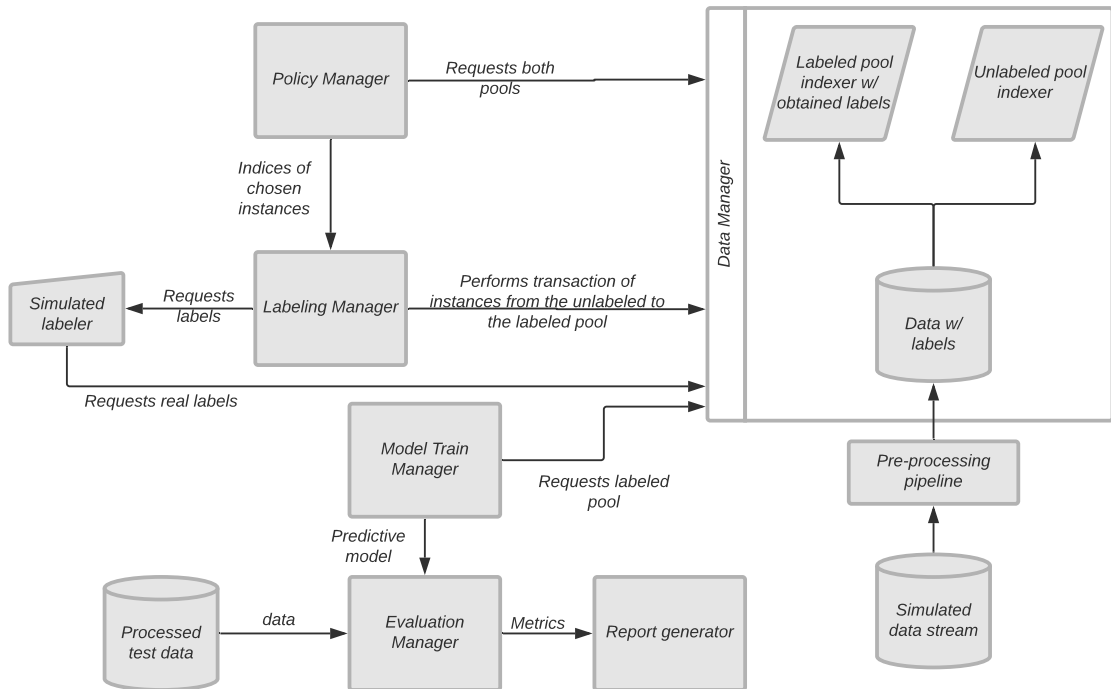 Policy Manager
Requests both
pools
Labeled pool
indexer w/
obtained labels
Unlabeled pool
indexer
Indices of
chosen
instances
Data Manager
Simulated
labeler
Requests
labels
Labeling Manager
Performs transaction of
instances from the unlabeled to
the labeled pool
Data w/
labels
Requests real labels
Model Train
Manager
Requests labeled
pool
Pre-processing
pipeline
Predictive
model
Processed
test data
data
Evaluation
Manager
Metrics
Report generator
Simulated
data stream